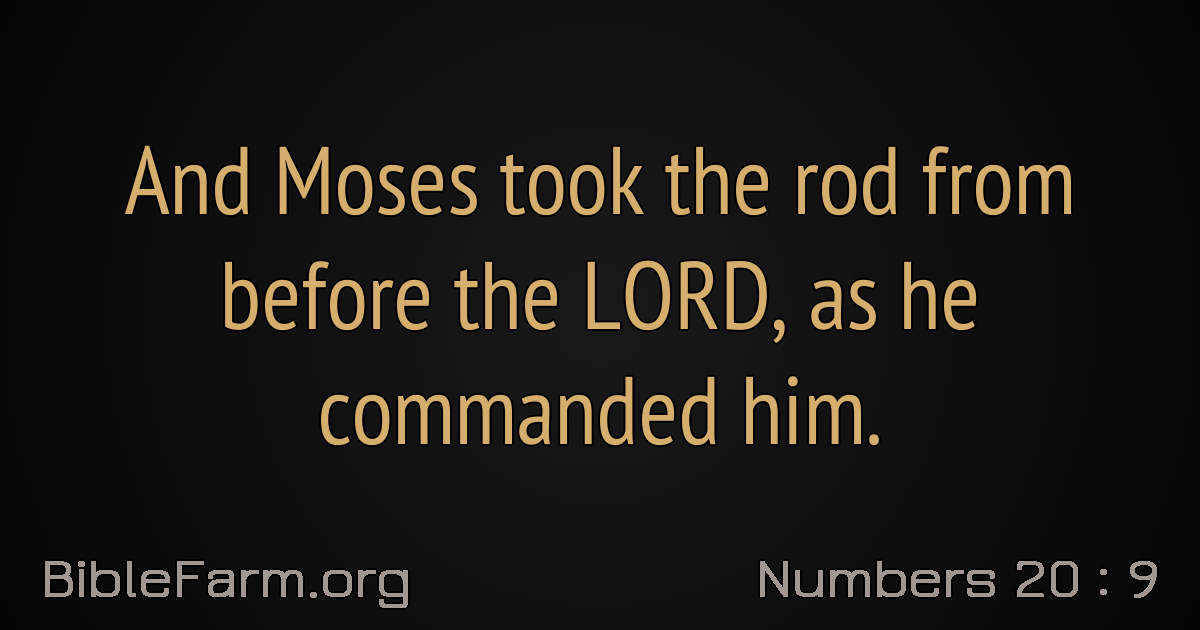 And Moses took the rod from
before the LORD, as he
commanded him.
BibleFarm.org
Numbers 20 : 9